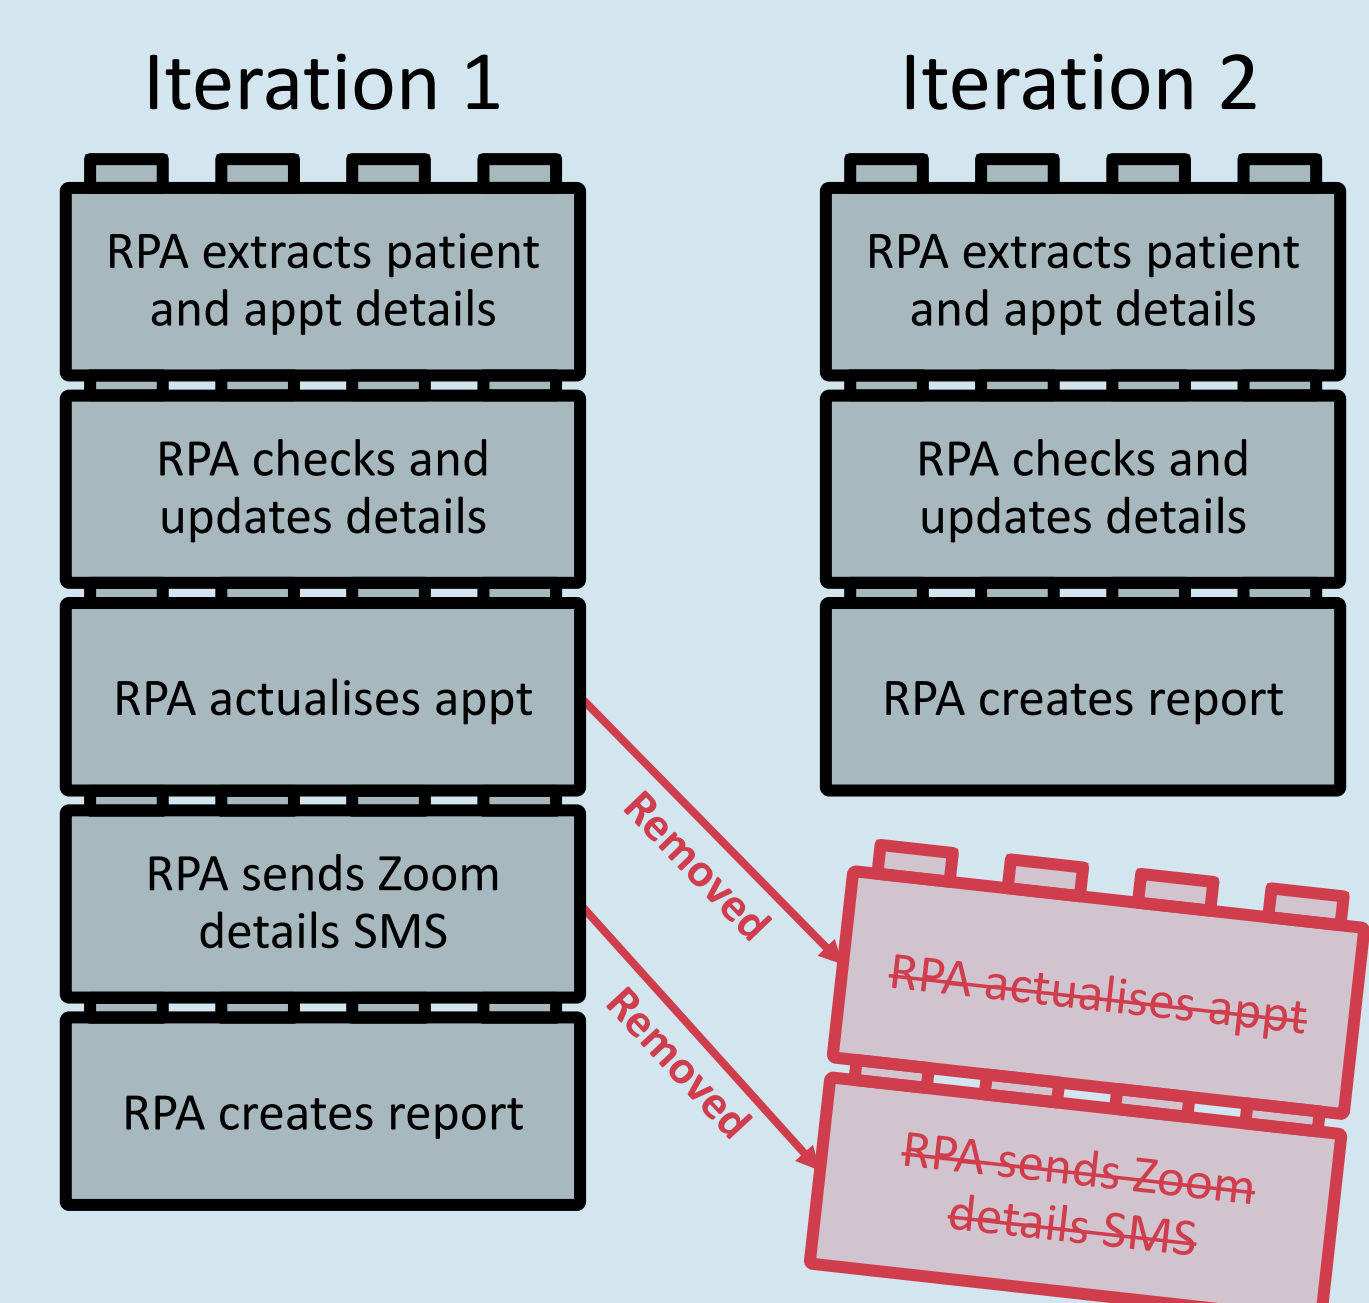 Iteration 1
RPA extracts patient
and appt details
RPA checks and
updates details
RPA actualises appt
RPA sends Zoom
details SMS
RPA creates report
Removed
Removed
Iteration 2
RPA extracts patient
and appt details
RPA checks and
updates details
RPA creates report
RPA actualises appt
RPA sends Zoom
details SMS